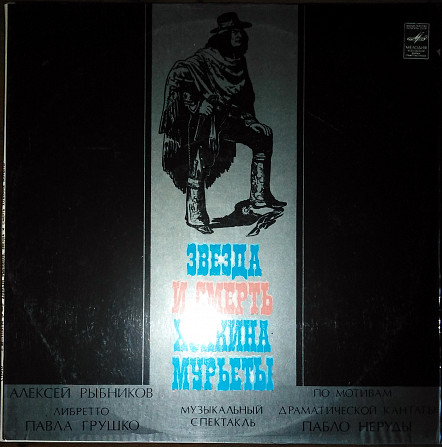 ЗВЕЗДА
И СМЕРТЬ
ХОАКИНА
МУРЬЕТЫ
АЛЕКСЕЙ РЫБНИКОВ
ЛИБРЕТТО
ПАВЛА ГРУШКО
МУЗЫКАЛЬНЫЙ
СПЕКТАКЛЬ
ПО МОТИВАМ
ДРАМАТИЧЕСКОЙ КАНТАТЫ
ПАБЛО НЕРУДЫ